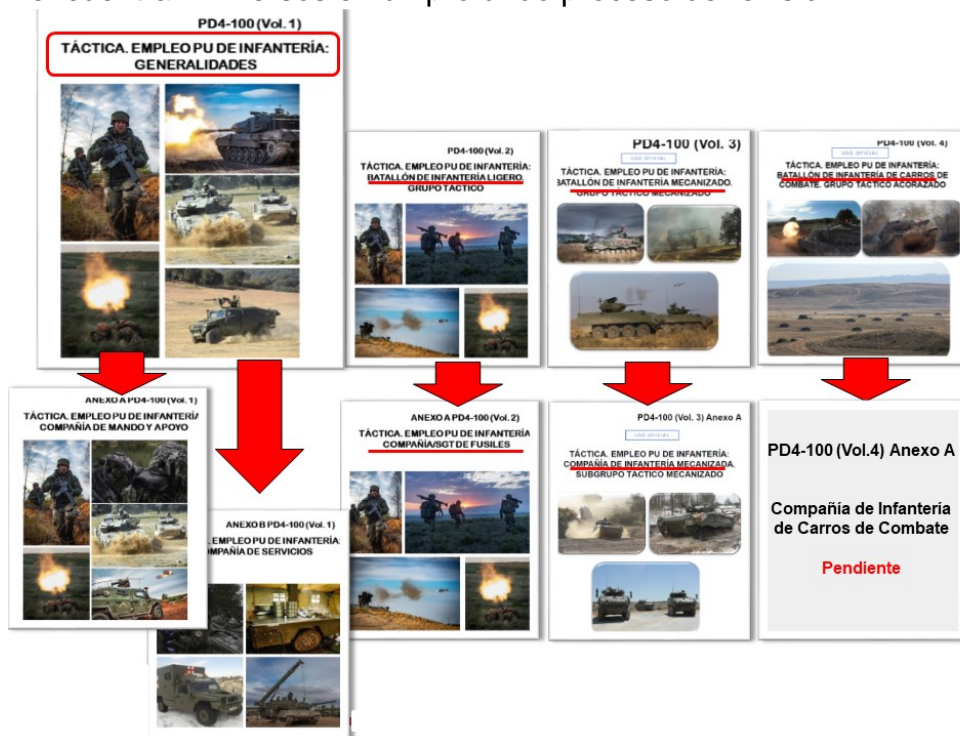 PD4-100 (Vol. 1)
TÁCTICA. EMPLEO PU DE INFANTERÍA:
GENERALIDADES
PD4-100 (Vol. 2)
TÁCTICA. EMPLEO PU DE INFANTERÍA:
BATALLÓN DE INFANTERÍA LIGERO.
GRUPO TÁCTICO
PD4-100 (Vol. 3)
USO OFICIAL
TÁCTICA. EMPLEO PU DE INFANTERÍA:
BATALLÓN DE INFANTERÍA MECANIZADO.
GRUPO TÁCTICO MECANIZADO
PD4-100 (Vol. 4)
USO OFICIAL
TÁCTICA. EMPLEO PU DE INFANTERÍA:
BATALLÓN DE INFANTERÍA DE CARROS DE
COMBATE. GRUPO TÁCTICO ACORAZADO
ANEXO A PD4-100 (Vol. 1)
TÁCTICA. EMPLEO PU DE INFANTERÍA
COMPAÑÍA DE MANDO Y APOYO
ANEXO B PD4-100 (Vol. 1)
. EMPLEO PU DE INFANTERÍA:
OMPAÑÍA DE SERVICIOS
ANEXO A PD4-100 (Vol. 2)
TÁCTICA. EMPLEO PU DE INFANTERÍA
COMPAÑÍA/SGT DE FUSILES
PD4-100 (Vol. 3) Anexo A
USO OFICIAL
TÁCTICA. EMPLEO PU DE INFANTERÍA:
COMPAÑÍA DE INFANTERÍA MECANIZADA.
SUBGRUPO TÁCTICO MECANIZADO
PD4-100 (Vol.4) Anexo A
Compañía de Infantería
de Carros de Combate
Pendiente